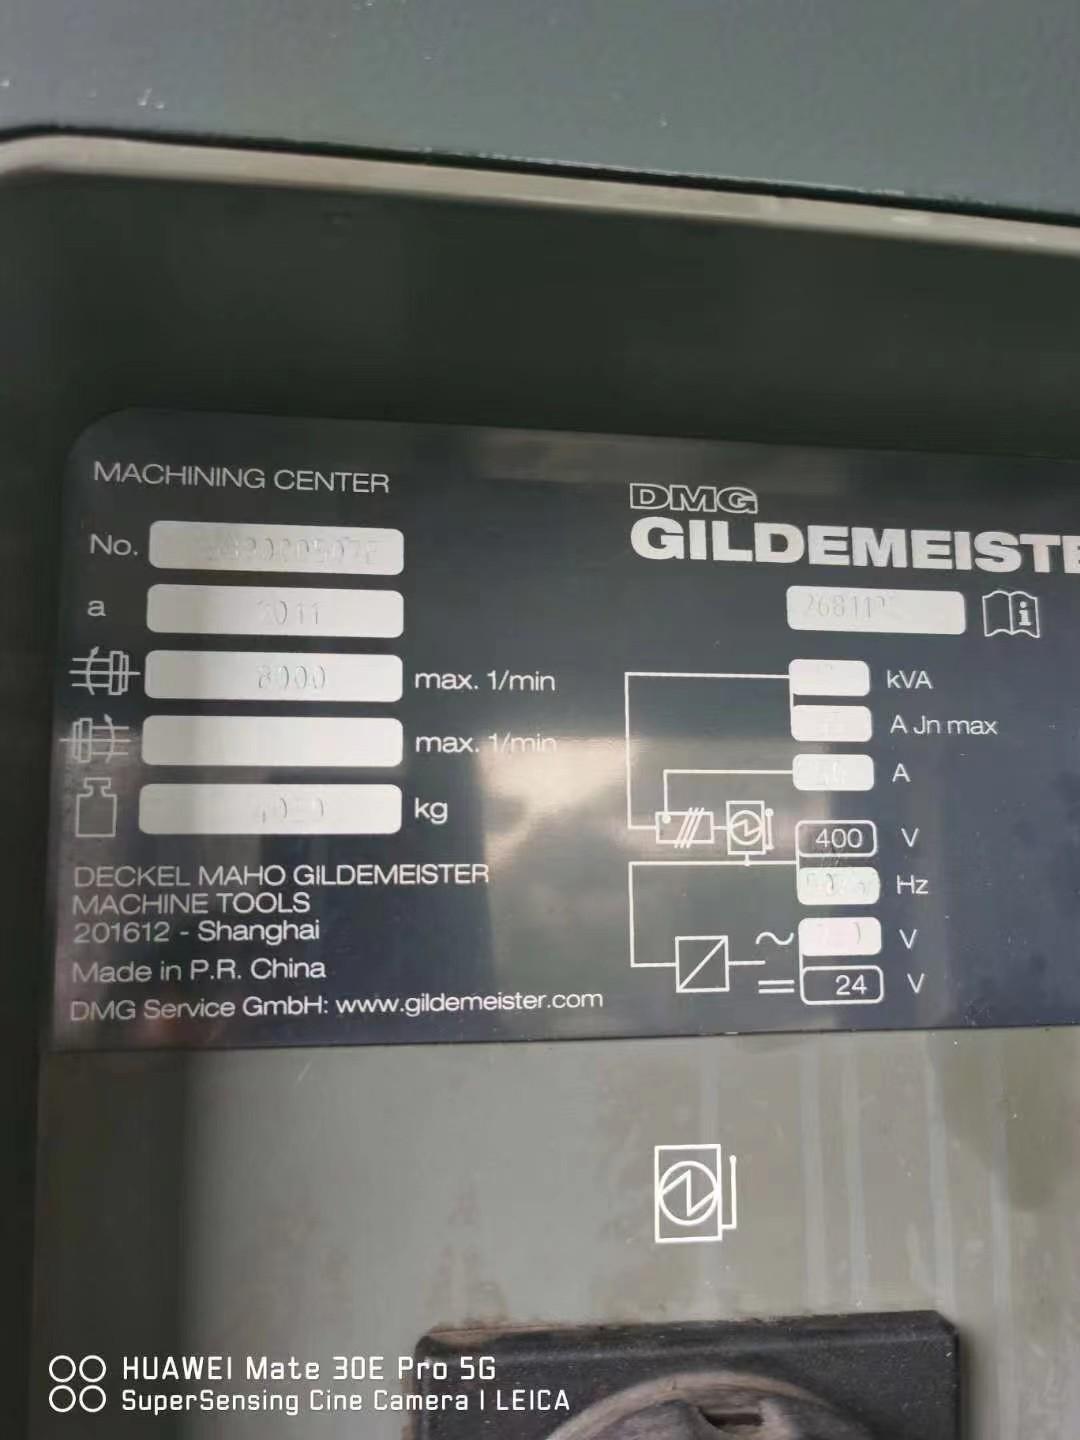 MACHINING CENTER
No.
a 2011
8000 max. 1/min
max. 1/min
kg
DECKEL MAHO GILDEMEISTER
MACHINE TOOLS
201612 - Shanghai
Made in P.R. China
DMG Service GmbH: www.gildemeister.com
DMG
GILDEMEISTE
i
kVA
A Jn max
A
400 V
Hz
V
24 V
HUAWEI Mate 30E Pro 5G
SuperSensing Cine Camera | LEICA